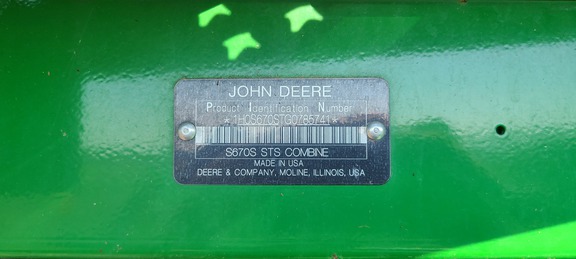 JOHN DEERE
Product Identification Number
*1H0S670STG0785741*
S670S STS COMBINE
MADE IN USA
DEERE & COMPANY, MOLINE, ILLINOIS, USA